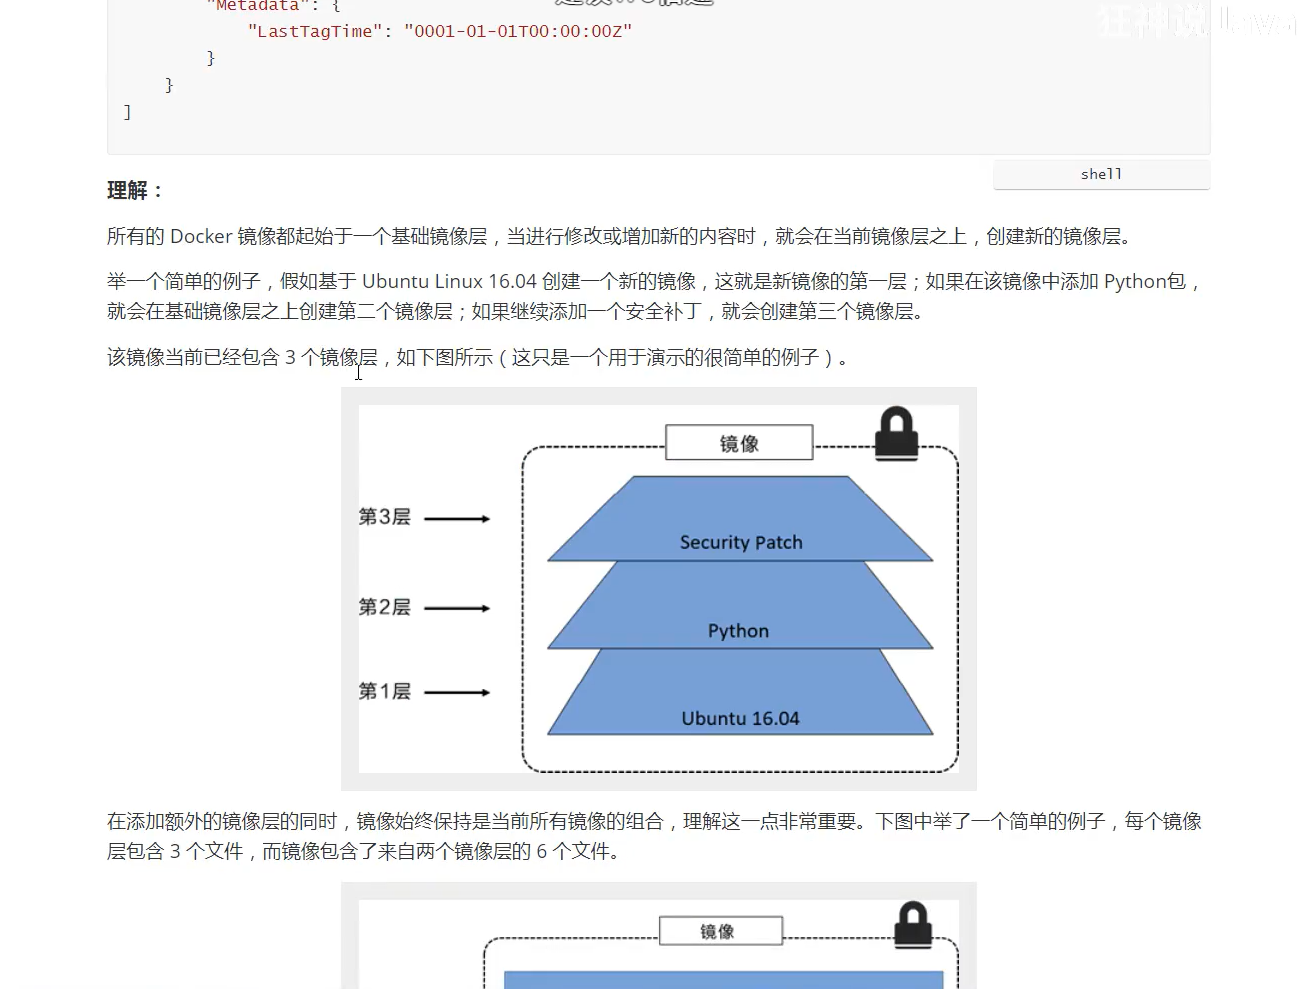 "Metadata": {
"LastTagTime": "0001-01-01T00:00:00Z"
}
}
]
狂神说Java
shell
理解：
所有的 Docker 镜像都起始于一个基础镜像层，当进行修改或增加新的内容时，就会在当前镜像层之上，创建新的镜像层。
举一个简单的例子，假如基于 Ubuntu Linux 16.04 创建一个新的镜像，这就是新镜像的第一层；如果在该镜像中添加 Python包，
就会在基础镜像层之上创建第二个镜像层；如果继续添加一个安全补丁，就会创建第三个镜像层。
该镜像当前已经包含 3 个镜像层，如下图所示（这只是一个用于演示的很简单的例子）。
镜像
第3层
Security Patch
第2层
Python
第1层
Ubuntu 16.04
在添加额外的镜像层的同时，镜像始终保持是当前所有镜像的组合，理解这一点非常重要。下图中举了一个简单的例子，每个镜像
层包含 3 个文件，而镜像包含了来自两个镜像层的 6 个文件。
镜像